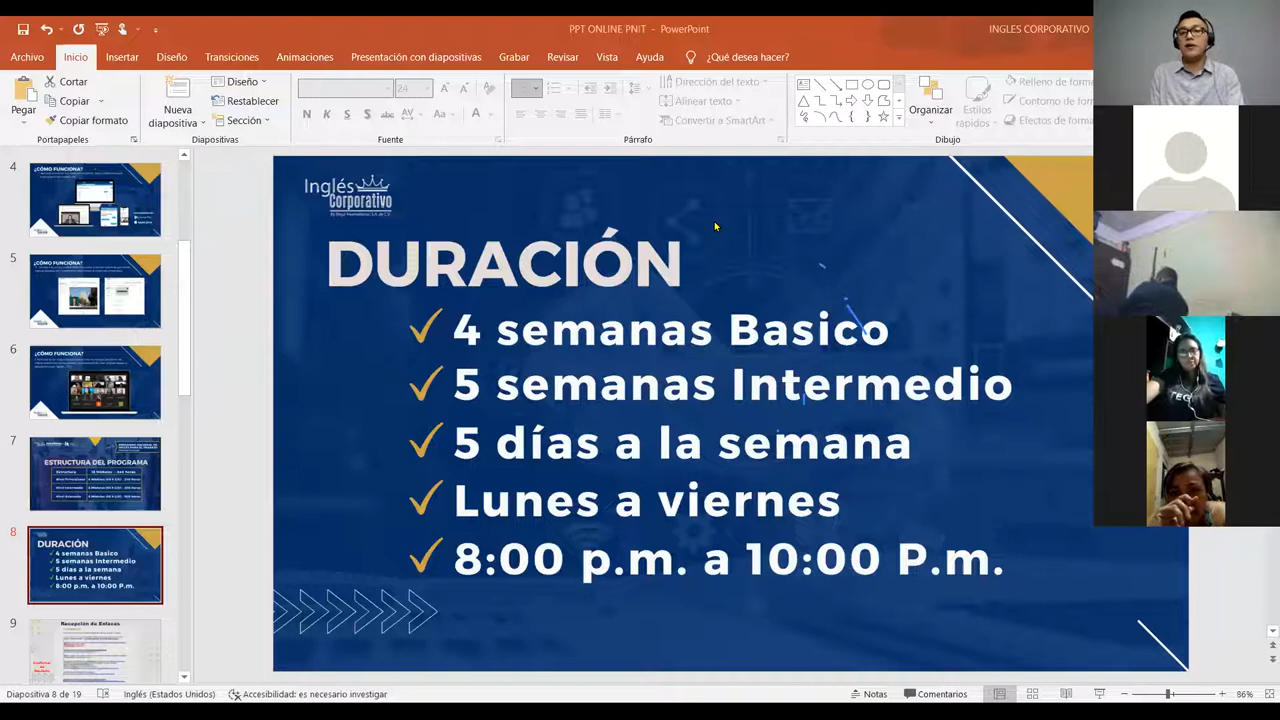 PPT ONLINE PNIT - PowerPoint
INGLES CORPORATIVO
Archivo
Inicio
Insertar
Diseño
Transiciones
Animaciones
Presentación con diapositivas
Grabar
Revisar
Vista
Ayuda
¿Qué desea hacer?
Pegar
Cortar
Copiar
Copiar formato
Portapapeles
Nueva
diapositiva
Diseño
Restablecer
Sección
Diapositivas
24
N K S S abc AV Aa A
Fuente
Dirección del texto
Alinear texto
Convertir a SmartArt
Párrafo
Organizar
Estilos
rápidos
Relleno de form
Contorno de forma
Efectos de forma
Dibujo
4
¿CÓMO FUNCIONA?
5
¿CÓMO FUNCIONA?
6
¿CÓMO FUNCIONA?
7
ESTRUCTURA DEL PROGRAMA
8
DURACIÓN
4 semanas Basico
5 semanas Intermedio
5 días a la semana
Lunes a viernes
8:00 p.m. a 10:00 P.m.
9
Recepción de Enlaces
Inglés
Corporativo
DURACIÓN
4 semanas Basico
5 semanas Intermedio
5 días a la semana
Lunes a viernes
8:00 p.m. a 10:00 P.m.
Diapositiva 8 de 19
Inglés (Estados Unidos)
Accesibilidad: es necesario investigar
Notas
Comentarios
86%